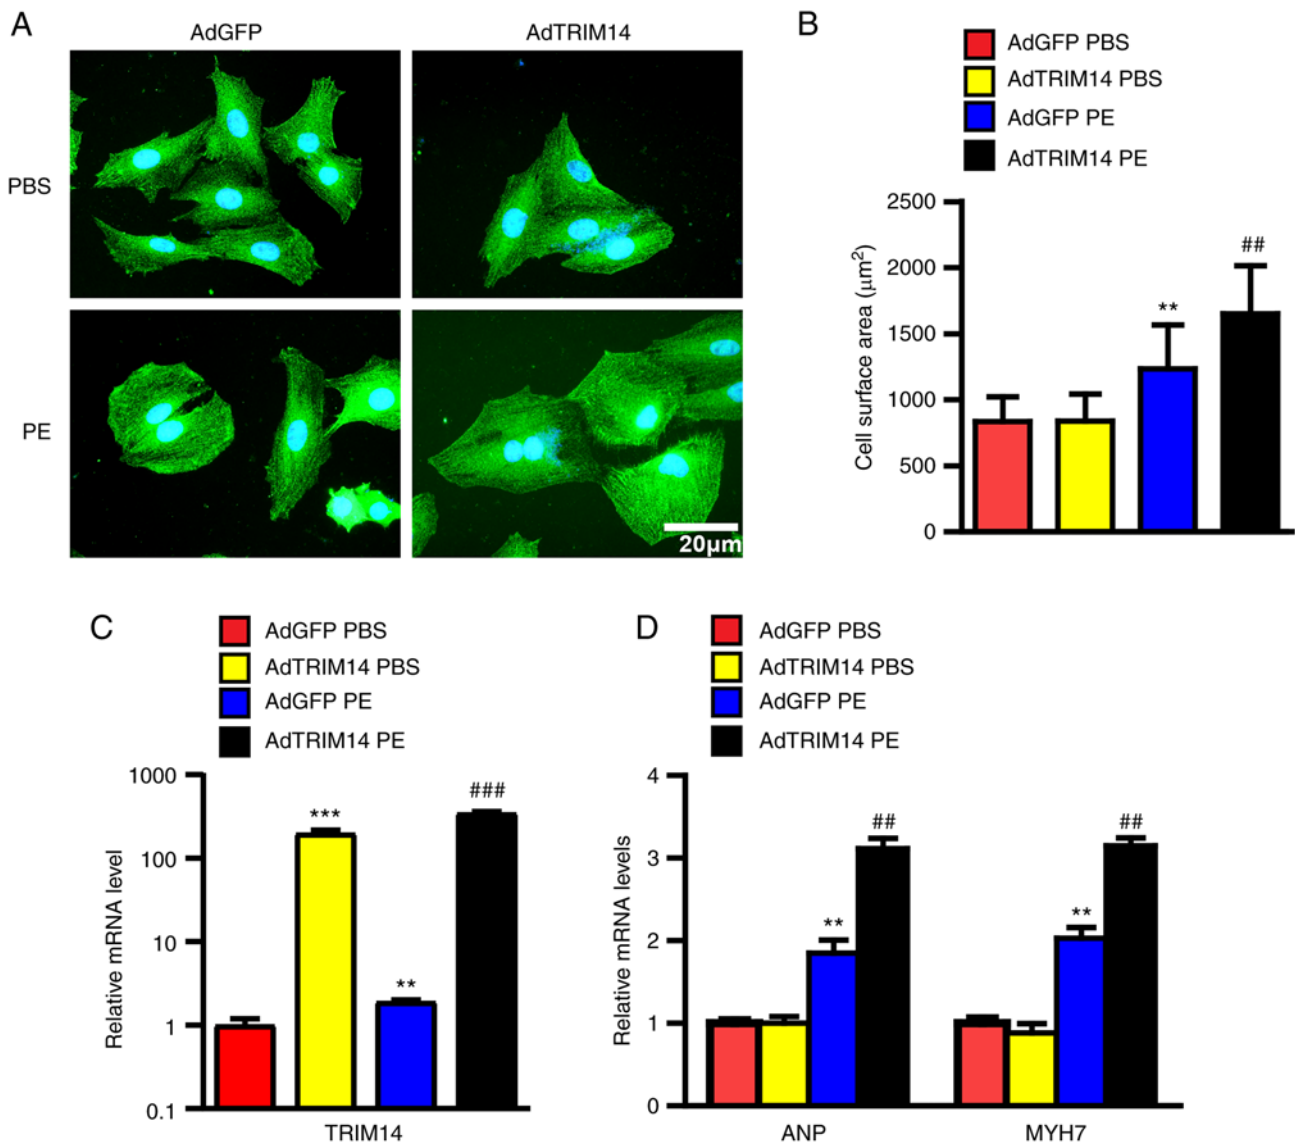 A
AdGFP
AdTRIM14
PBS
PE
20μm
B
AdGFP PBS
AdTRIM14 PBS
AdGFP PE
AdTRIM14 PE
Cell surface area (μm²)
2500
2000
1500
1000
500
0
**
##
C
AdGFP PBS
AdTRIM14 PBS
AdGFP PE
AdTRIM14 PE
Relative mRNA level
1000
100
10
1
0.1
***
**
###
TRIM14
D
AdGFP PBS
AdTRIM14 PBS
AdGFP PE
AdTRIM14 PE
Relative mRNA levels
4
3
2
1
0
**
##
**
##
ANP
MYH7